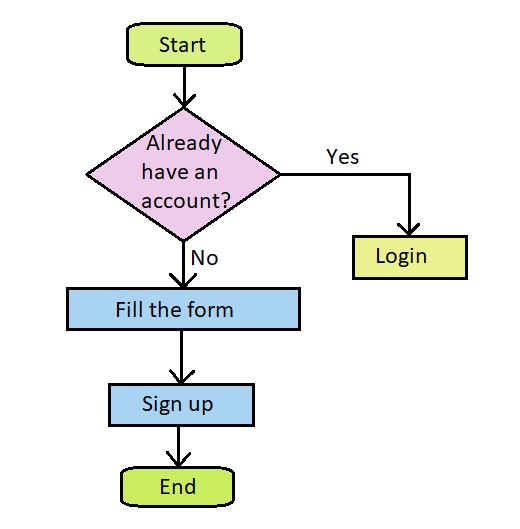 Start
Already
have an
account?
Yes
Login
No
Fill the form
Sign up
End